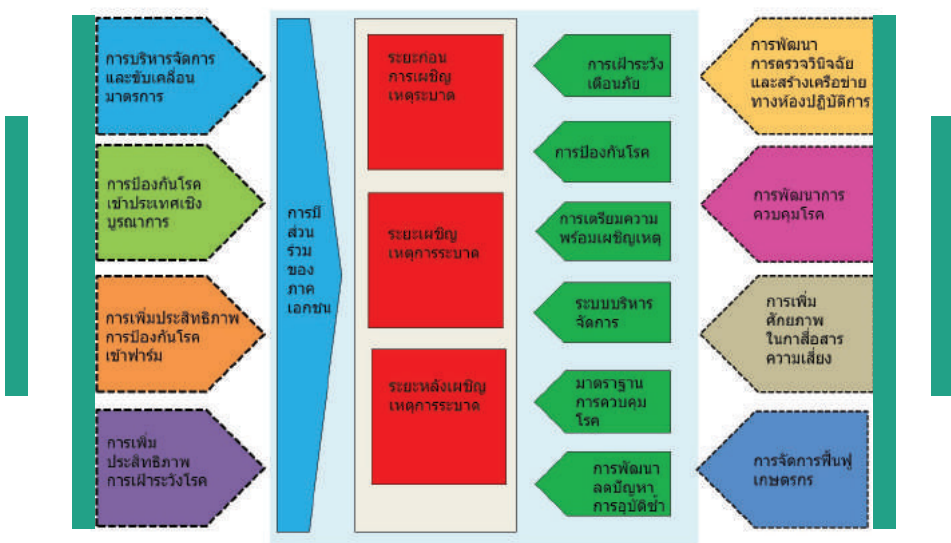 การบริหารจัดการ
และขับเคลื่อน
มาตรการ
การป้องกันโรค
เข้าประเทศเชิง
บูรณาการ
การเพิ่มประสิทธิภาพ
การป้องกันโรค
เข้าฟาร์ม
การเพิ่ม
ประสิทธิภาพ
การเฝ้าระวังโรค
การมี
ส่วน
ร่วม
ของ
ภาค
เอกชน
ระยะก่อน
การเผชิญ
เหตุระบาด
ระยะเผชิญ
เหตุการระบาด
ระยะหลังเผชิญ
เหตุการระบาด
การเฝ้าระวัง
เตือนภัย
การป้องกันโรค
การเตรียมความ
พร้อมเผชิญเหตุ
ระบบบริหาร
จัดการ
มาตราฐาน
การควบคุม
โรค
การพัฒนา
ลดปัญหา
การอุบัติซ้ำ
การพัฒนา
การตรวจวินิจฉัย
และสร้างเครือข่าย
ทางห้องปฏิบัติการ
การพัฒนาการ
ควบคุมโรค
การเพิ่ม
ศักยภาพ
ในกาสื่อสาร
ความเสี่ยง
การจัดการฟื้นฟู
เกษตรกร